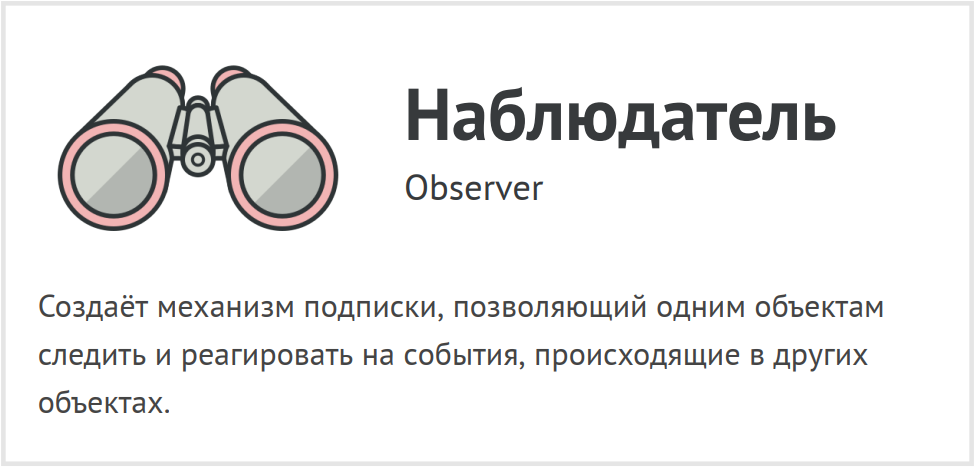 Наблюдатель
Observer
Создаёт механизм подписки, позволяющий одним объектам
следить и реагировать на события, происходящие в других
объектах.